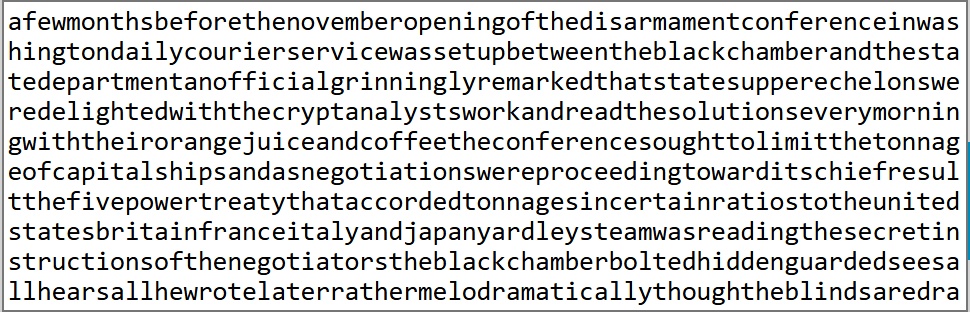 afewmonthsbeforethenovemberopeningofthedisarmamentconferenceinwas
hingtondailycourierservicewassetupbetweentheblackchamberandthesta
tedepartmentanofficialgrinninglyremarkedthatstatesupperechelonswe
redelightedwiththecryptanalystsworkandreadthesolutionseverymornin
gwiththeirorangejuiceandcoffeetheconferencesoughttolimitthetonnag
eofcapitalshipsandasnegotiationswereproceedingtowarditschiefresul
tthefivepowertreatythataccordedtonnagesincertainratiostotheunited
statesbritainfranceitalyandjapanyardleysteamwasreadingthesecretin
structionsofthenegotiatorstheblackchamberboltedhiddenguardedseesa
llhearsallhewrotelaterrathermelodramaticallythoughtheblindsaredra